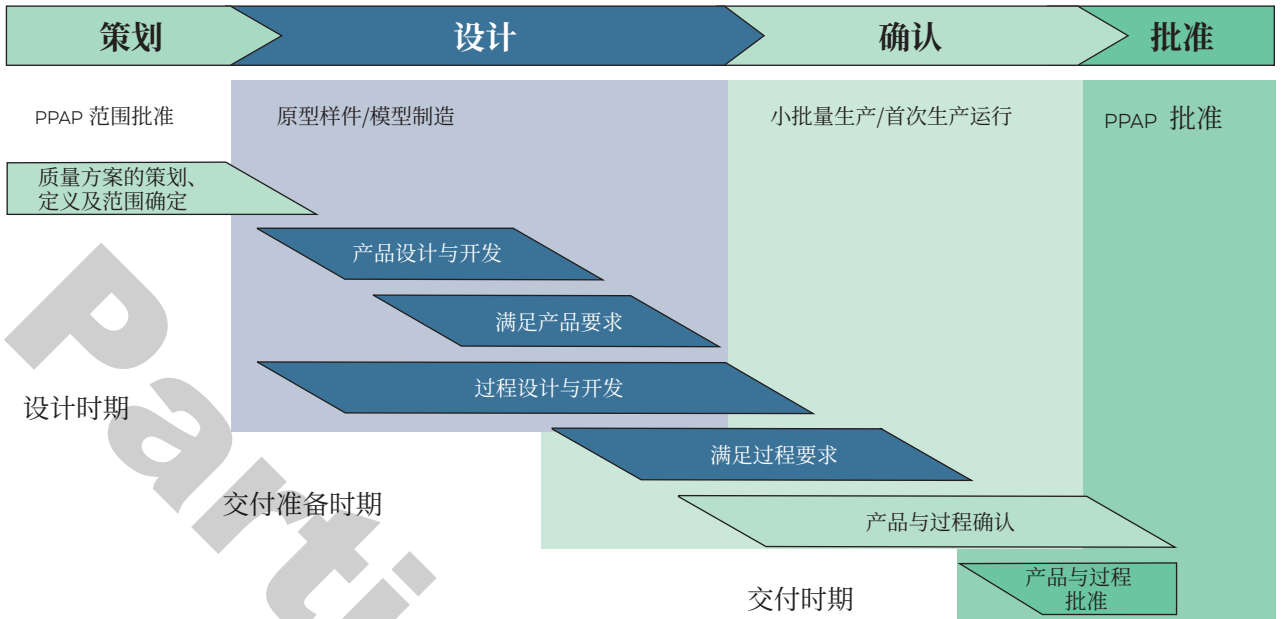 策划
设计
确认
批准
PPAP 范围批准
原型样件/模型制造
小批量生产/首次生产运行
PPAP 批准
质量方案的策划、
定义及范围确定
产品设计与开发
满足产品要求
过程设计与开发
设计时期
满足过程要求
交付准备时期
产品与过程确认
产品与过程
批准
交付时期
Parti